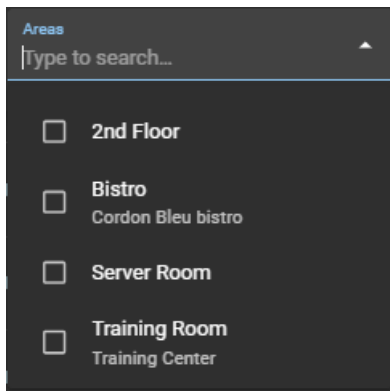 Areas
Type to search...
2nd Floor
Bistro
Cordon Bleu bistro
Server Room
Training Room
Training Center